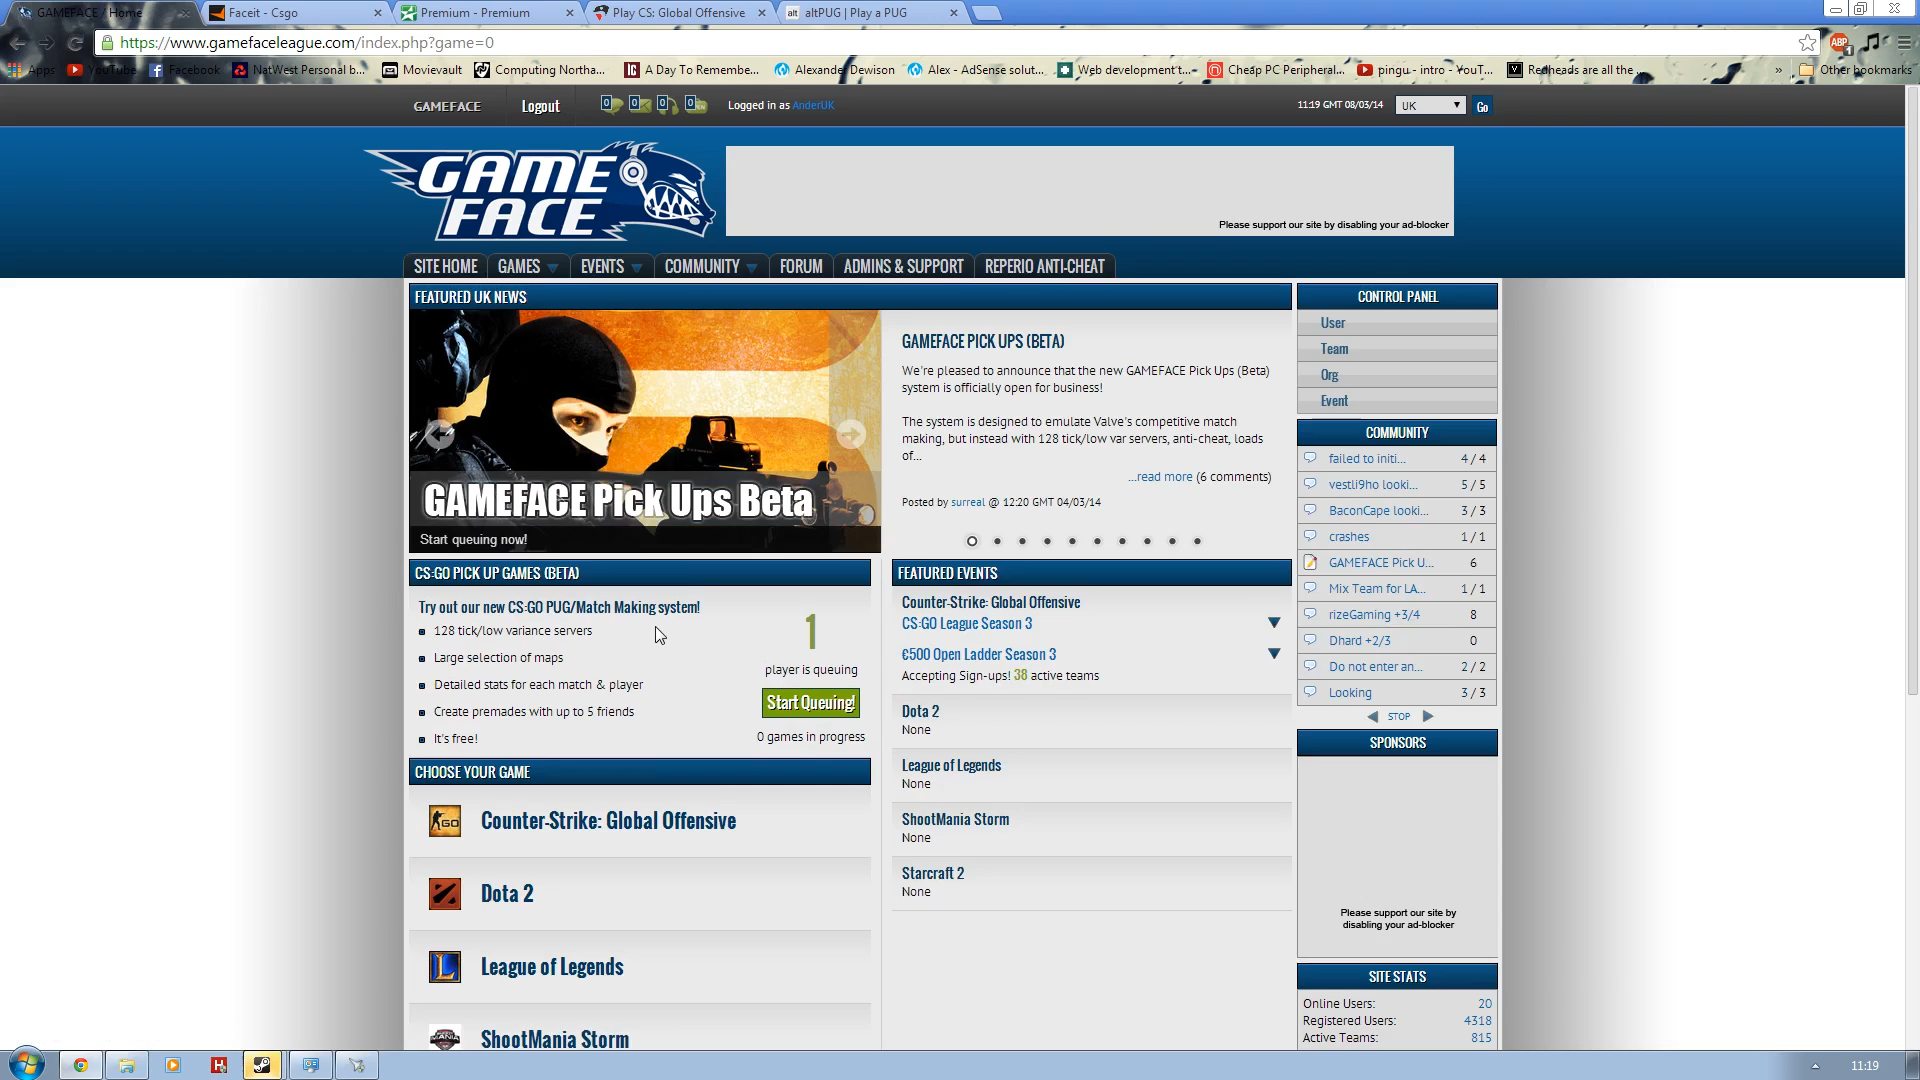 GAMEFACE / Home
Faceit - Csgo
Premium - Premium
Play CS: Global Offensive
alt altPUG | Play a PUG
https://www.gamefaceleague.com/index.php?game=0
ABP
1
Apps
YouTube
Facebook
NatWest Personal b...
Movievault
Computing Northa...
A Day To Remembe...
Alexander Dewison
Alex - AdSense solut...
Web development t...
Cheap PC Peripheral...
pingu - intro - YouT...
Redheads are all the ...
»
Other bookmarks
GAMEFACE
Logout
0
0
0
0
Logged in as AnderUK
11:19 GMT 08/03/14
UK
Go
GAME
FACE
Please support our site by disabling your ad-blocker
SITE HOME
GAMES
EVENTS
COMMUNITY
FORUM
ADMINS & SUPPORT
REPERIO ANTI-CHEAT
FEATURED UK NEWS
GAMEFACE Pick Ups Beta
Start queuing now!
GAMEFACE PICK UPS (BETA)
We're pleased to announce that the new GAMEFACE Pick Ups (Beta)
system is officially open for business!
The system is designed to emulate Valve's competitive match
making, but instead with 128 tick/low var servers, anti-cheat, loads
of...
...read more (6 comments)
Posted by surreal @ 12:20 GMT 04/03/14
CS:GO PICK UP GAMES (BETA)
Try out our new CS:GO PUG/Match Making system!
128 tick/low variance servers
Large selection of maps
Detailed stats for each match & player
Create premades with up to 5 friends
It's free!
1
player is queuing
Start Queuing!
0 games in progress
CHOOSE YOUR GAME
GO
Counter-Strike: Global Offensive
Dota 2
L
League of Legends
ShootMania Storm
FEATURED EVENTS
Counter-Strike: Global Offensive
CS:GO League Season 3
€500 Open Ladder Season 3
Accepting Sign-ups! 38 active teams
Dota 2
None
League of Legends
None
ShootMania Storm
None
Starcraft 2
None
CONTROL PANEL
User
Team
Org
Event
COMMUNITY
failed to initi... 4 / 4
vestli9ho looki... 5 / 5
BaconCape looki... 3 / 3
crashes 1 / 1
GAMEFACE Pick U... 6
Mix Team for LA... 1 / 1
rizeGaming +3/4 8
Dhard +2/3 0
Do not enter an... 2 / 2
Looking 3 / 3
STOP
SPONSORS
Please support our site by
disabling your ad-blocker
SITE STATS
Online Users: 20
Registered Users: 4318
Active Teams: 815
11:19